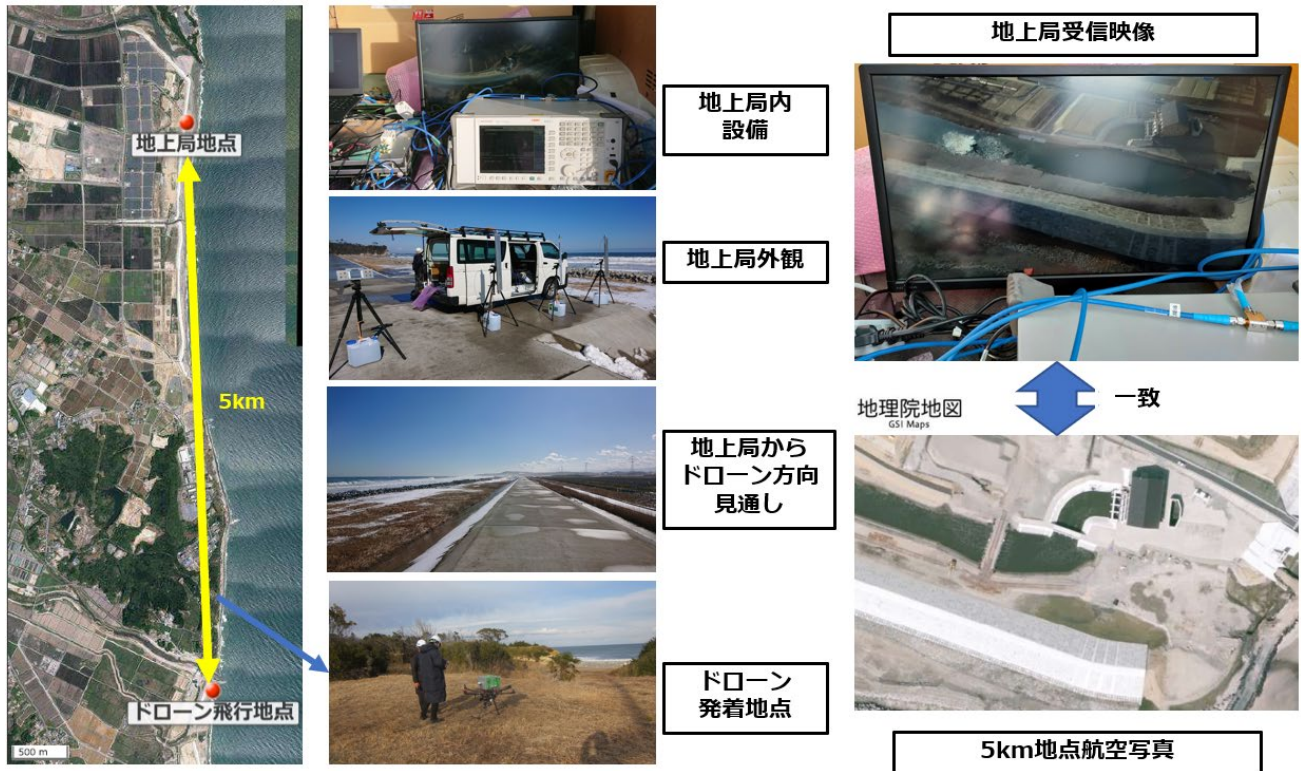 地上局地点
5km
ドローン飛行地点
500 m
地上局内
設備
地上局外観
地上局から
ドローン方向
見通し
ドローン
発着地点
地上局受信映像
一致
地理院地図
GSI Maps
5km地点航空写真